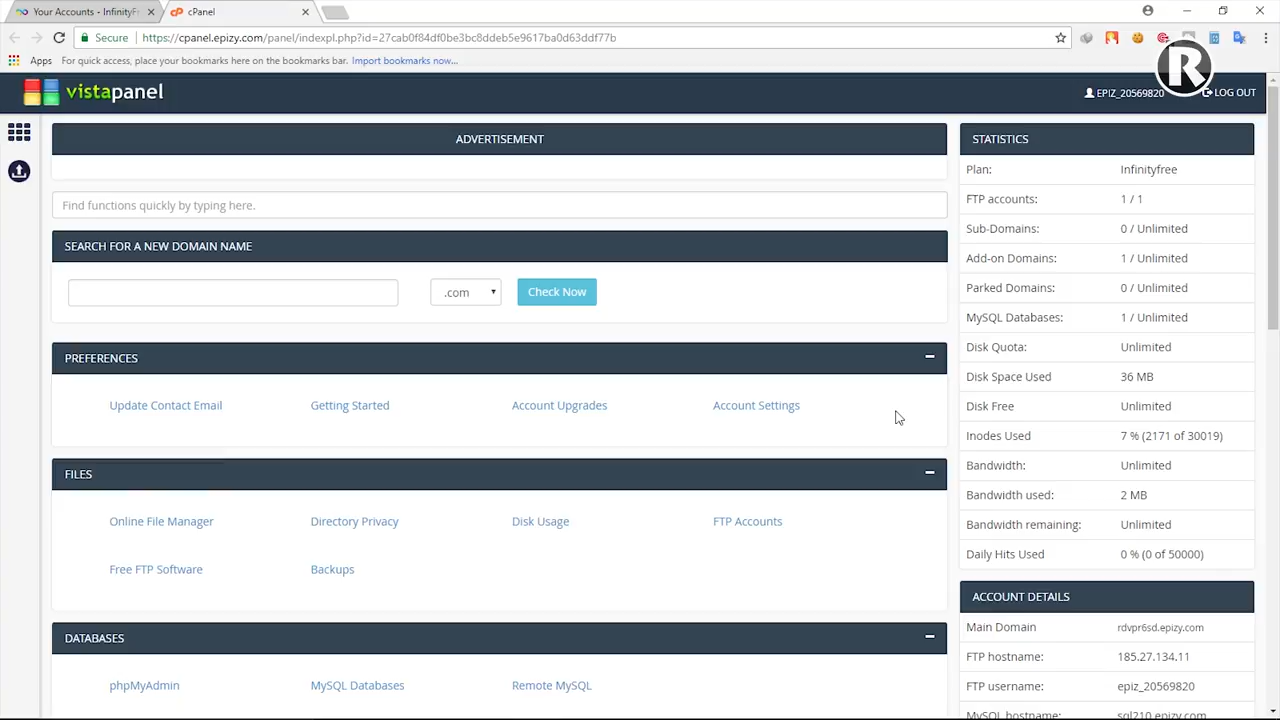 Your Accounts - InfinityFr
cPanel
Secure
https://cpanel.epizy.com/panel/indexpl.php?id=27cab0f84df0be3bc8ddeb5e9617ba0d63ddf77b
Apps
For quick access, place your bookmarks here on the bookmarks bar. Import bookmarks now...
R
vistapanel
EPIZ_20569820
LOG OUT
ADVERTISEMENT
Find functions quickly by typing here.
SEARCH FOR A NEW DOMAIN NAME
.com
Check Now
PREFERENCES
Update Contact Email
Getting Started
Account Upgrades
Account Settings
FILES
Online File Manager
Directory Privacy
Disk Usage
FTP Accounts
Free FTP Software
Backups
DATABASES
phpMyAdmin
MySQL Databases
Remote MySQL
STATISTICS
Plan: Infinityfree
FTP accounts: 1 / 1
Sub-Domains: 0 / Unlimited
Add-on Domains: 1 / Unlimited
Parked Domains: 0 / Unlimited
MySQL Databases: 1 / Unlimited
Disk Quota: Unlimited
Disk Space Used 36 MB
Disk Free Unlimited
Inodes Used 7 % (2171 of 30019)
Bandwidth: Unlimited
Bandwidth used: 2 MB
Bandwidth remaining: Unlimited
Daily Hits Used 0 % (0 of 50000)
ACCOUNT DETAILS
Main Domain rdvpr6sd.epizy.com
FTP hostname: 185.27.134.11
FTP username: epiz_20569820
MySQL hostname: sql210.epizy.com